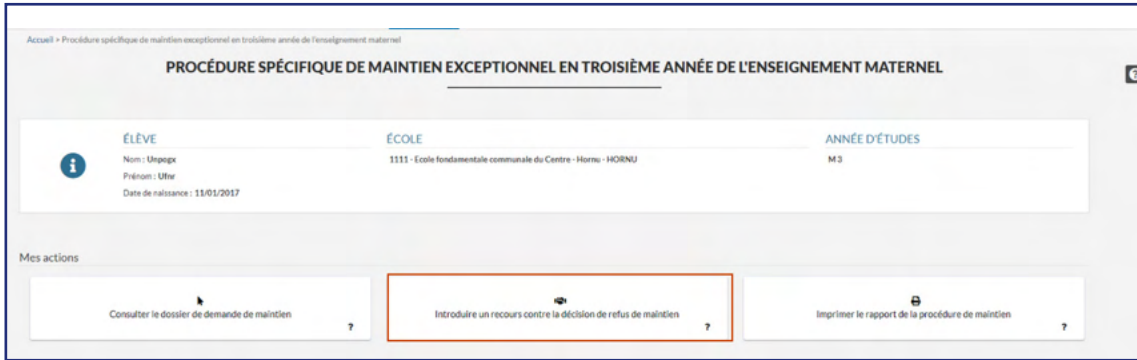 Accueil > Procédure spécifique de maintien exceptionnel en troisième année de l'enseignement maternel
PROCÉDURE SPÉCIFIQUE DE MAINTIEN EXCEPTIONNEL EN TROISIÈME ANNÉE DE L'ENSEIGNEMENT MATERNEL
ÉLÈVE
Nom : Unpogx
Prénom : Ufnr
Date de naissance : 11/01/2017
ÉCOLE
1111 - Ecole fondamentale communale du Centre - Hornu - HORNU
ANNÉE D'ÉTUDES
M3
Mes actions
Consulter le dossier de demande de maintien
?
Introduire un recours contre la décision de refus de maintien
?
Imprimer le rapport de la procédure de maintien
?